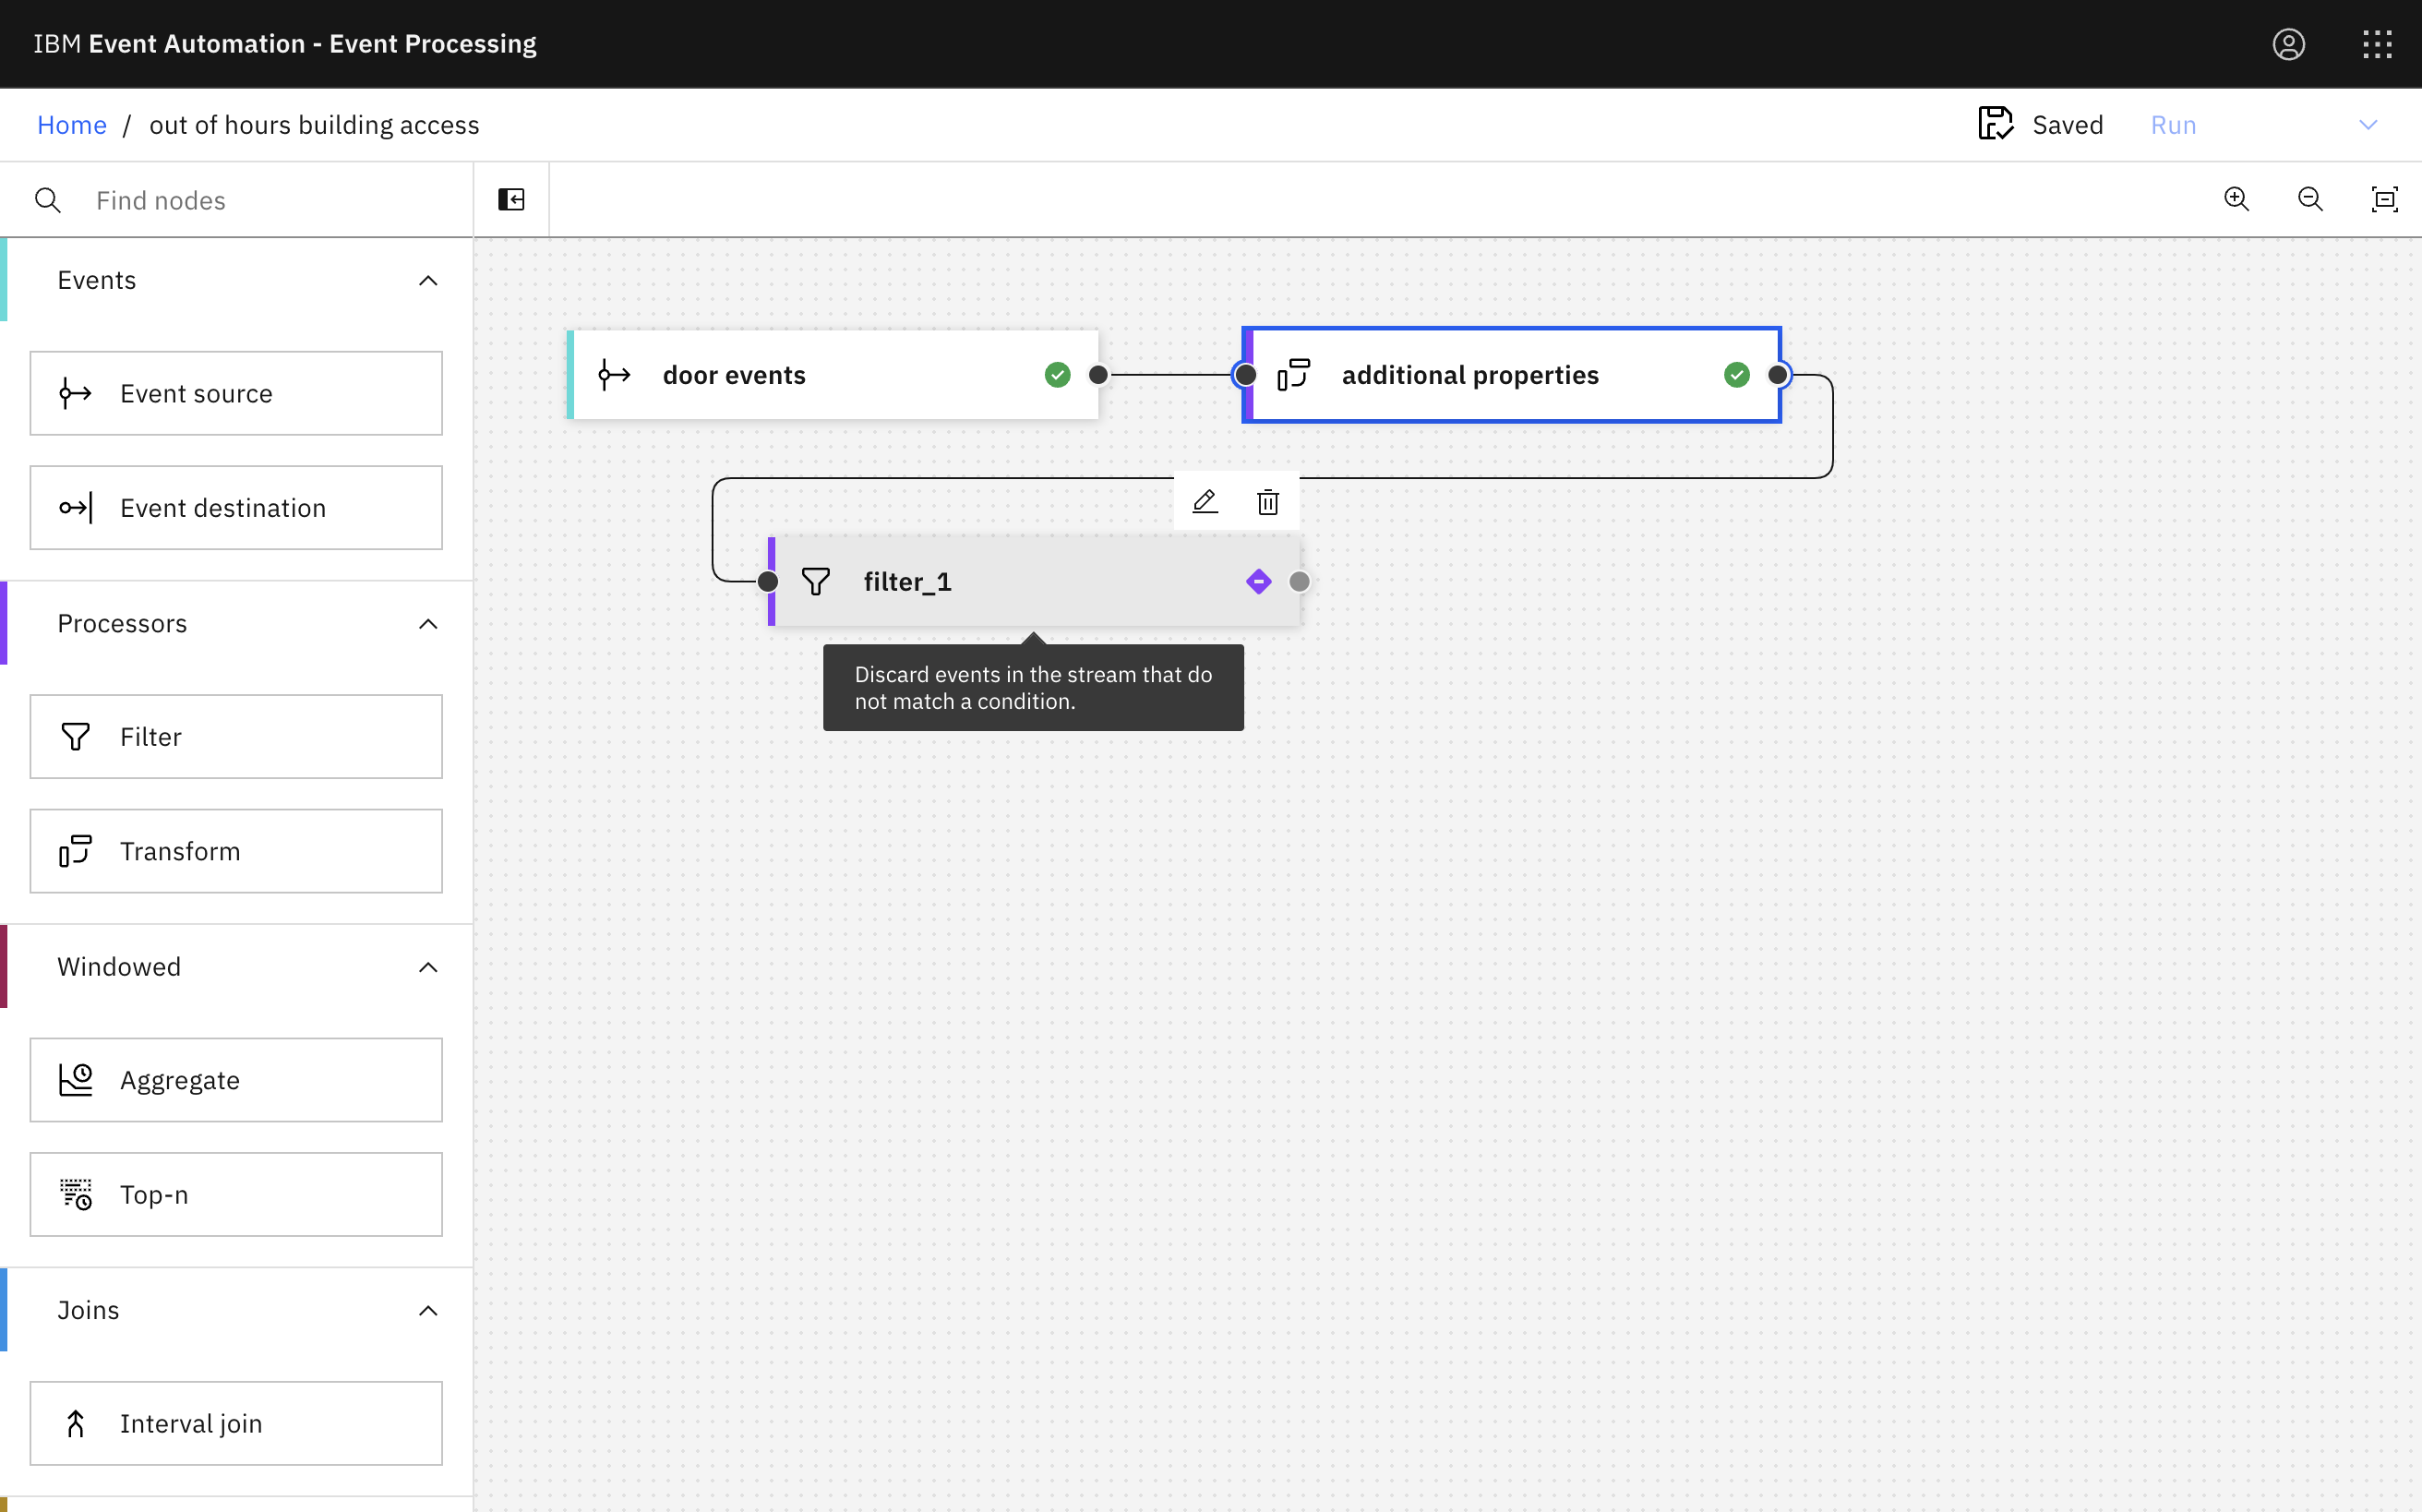 IBM Event Automation - Event Processing
Home / out of hours building access
Saved
Run
Find nodes
Events
Event source
Event destination
Processors
Filter
Transform
Windowed
Aggregate
Top-n
Joins
Interval join
door events
additional properties
filter_1
Discard events in the stream that do
not match a condition.